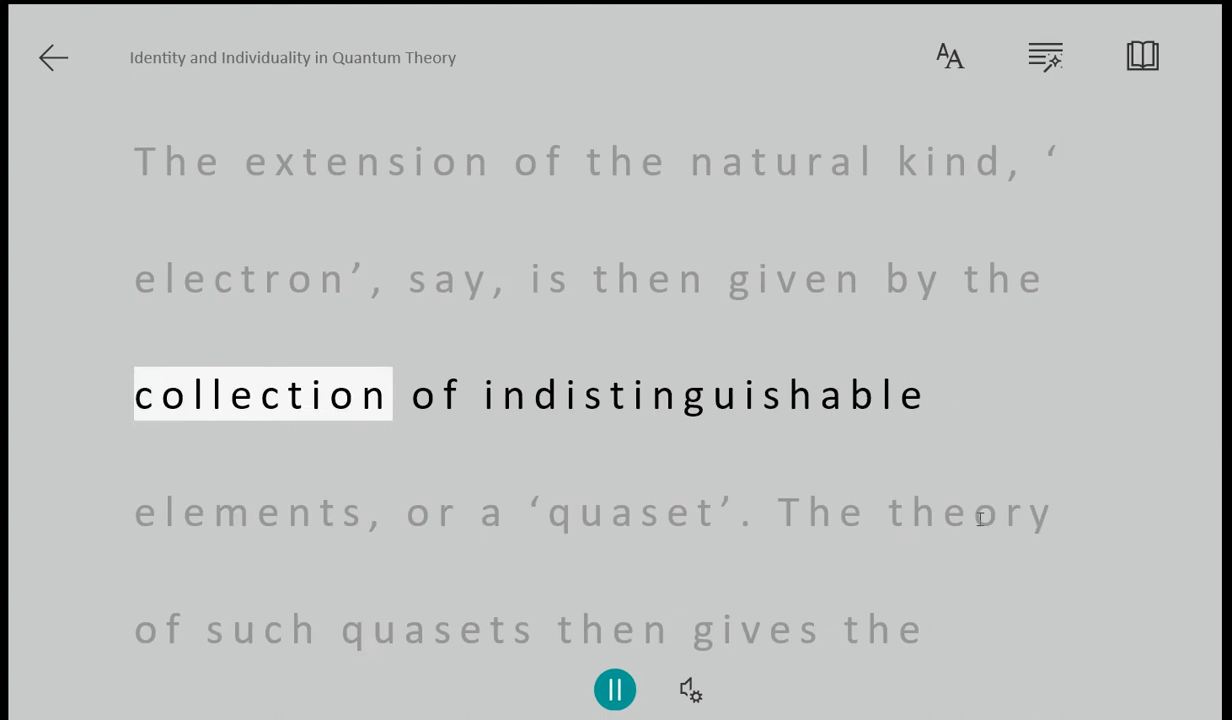 Identity and Individuality in Quantum Theory
The extension of the natural kind, ‘
electron’, say, is then given by the
collection of indistinguishable
elements, or a ‘quaset’. The theory
of such quasets then gives the